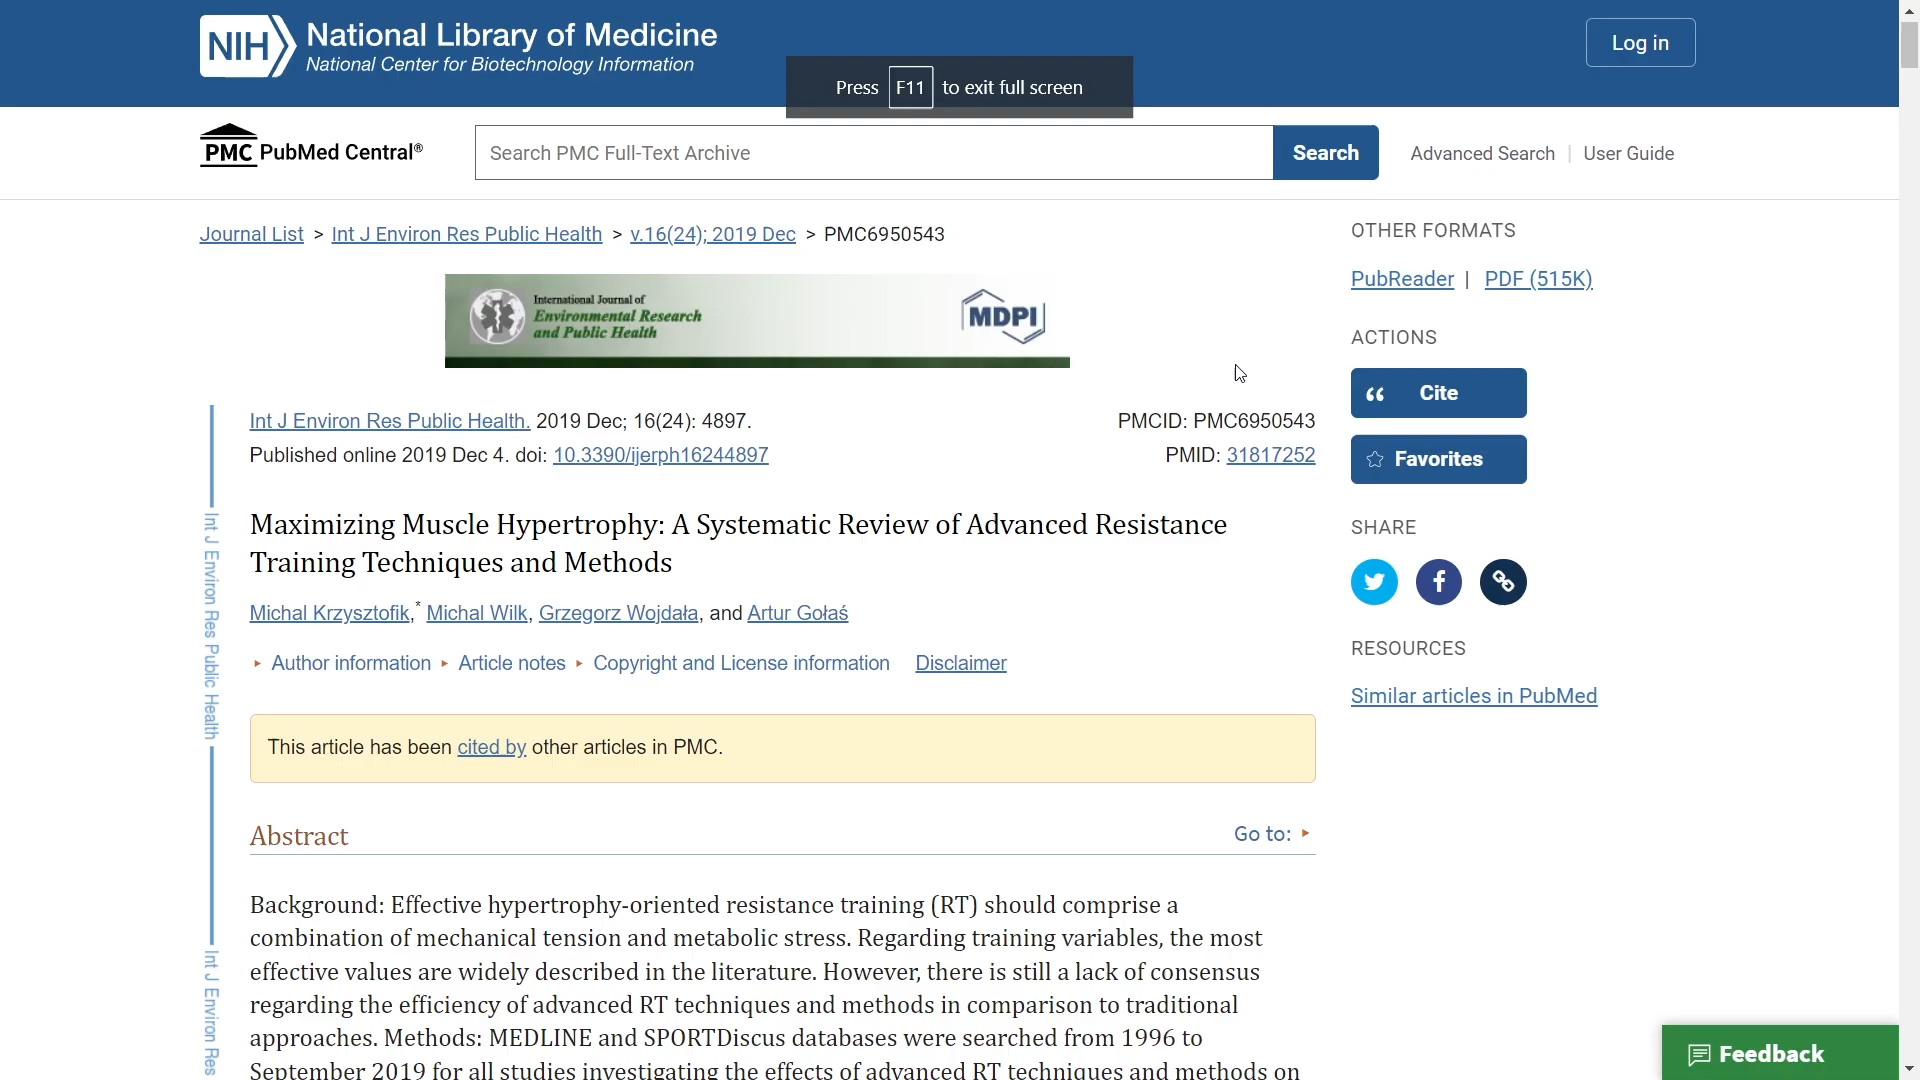 NIH National Library of Medicine
National Center for Biotechnology Information
Log in
Press F11 to exit full screen
PMC PubMed Central®
Search PMC Full-Text Archive
Search
Advanced Search | User Guide
Journal List > Int J Environ Res Public Health > v.16(24); 2019 Dec > PMC6950543
International Journal of
Environmental Research
and Public Health
MDPI
Int J Environ Res Public Health. 2019 Dec; 16(24): 4897.
PMCID: PMC6950543
Published online 2019 Dec 4. doi: 10.3390/ijerph16244897
PMID: 31817252
Maximizing Muscle Hypertrophy: A Systematic Review of Advanced Resistance
Training Techniques and Methods
Michal Krzysztofik,* Michal Wilk, Grzegorz Wojdała, and Artur Gołaś
Author information Article notes Copyright and License information Disclaimer
This article has been cited by other articles in PMC.
Abstract
Go to:
Background: Effective hypertrophy-oriented resistance training (RT) should comprise a
combination of mechanical tension and metabolic stress. Regarding training variables, the most
effective values are widely described in the literature. However, there is still a lack of consensus
regarding the efficiency of advanced RT techniques and methods in comparison to traditional
approaches. Methods: MEDLINE and SPORTDiscus databases were searched from 1996 to
September 2019 for all studies investigating the effects of advanced RT techniques and methods on
Int J Environ Res Public Health
Int J Environ Res
OTHER FORMATS
PubReader | PDF (515K)
ACTIONS
Cite
Favorites
SHARE
RESOURCES
Similar articles in PubMed
Feedback